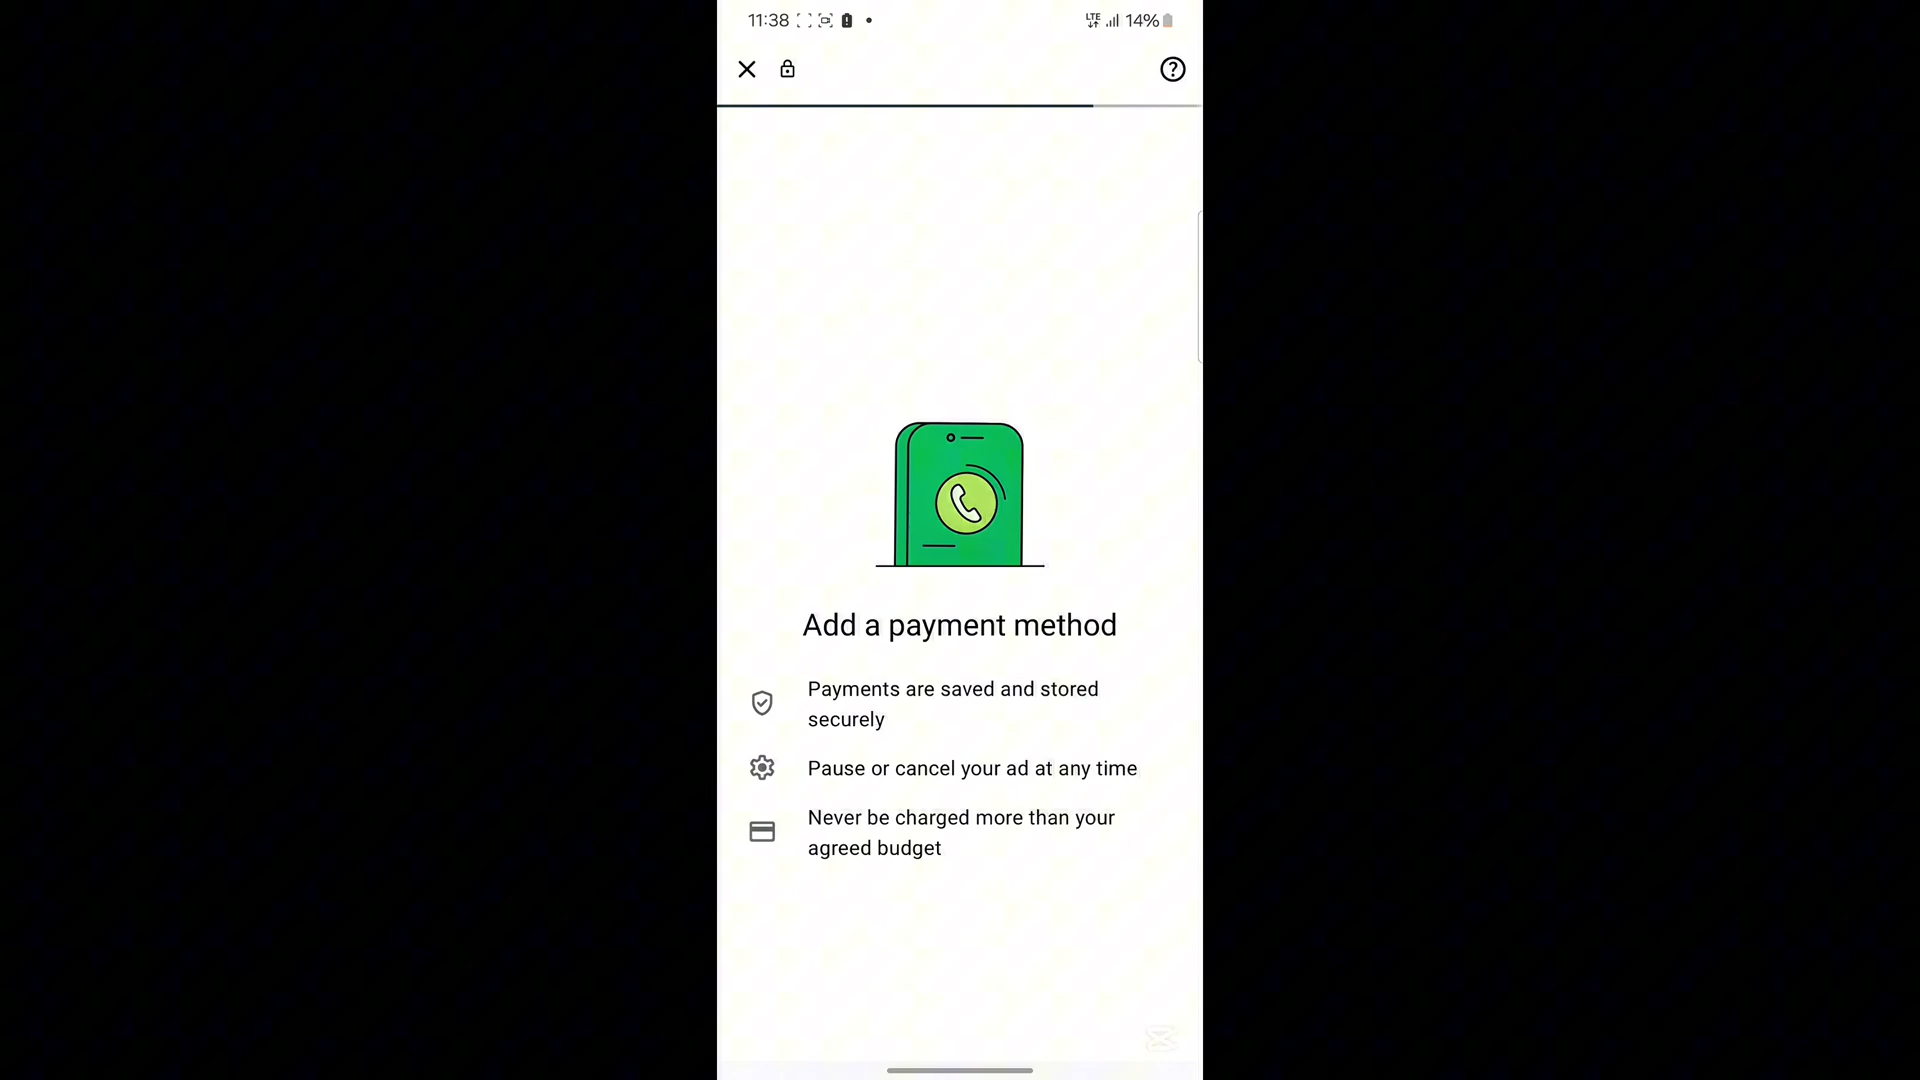 11:38
LTE 14%
Add a payment method
Payments are saved and stored
securely
Pause or cancel your ad at any time
Never be charged more than your
agreed budget